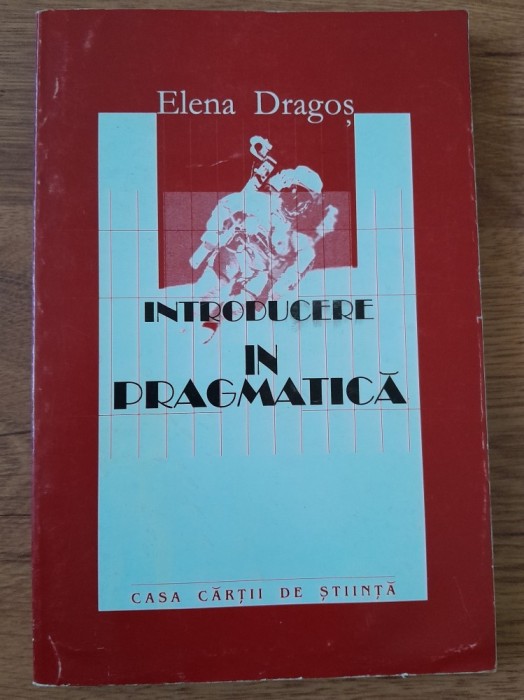 Elena Dragoș
INTRODUCERE
IN
PRAGMATICĂ
CASA CĂRȚII DE ȘTIINȚĂ